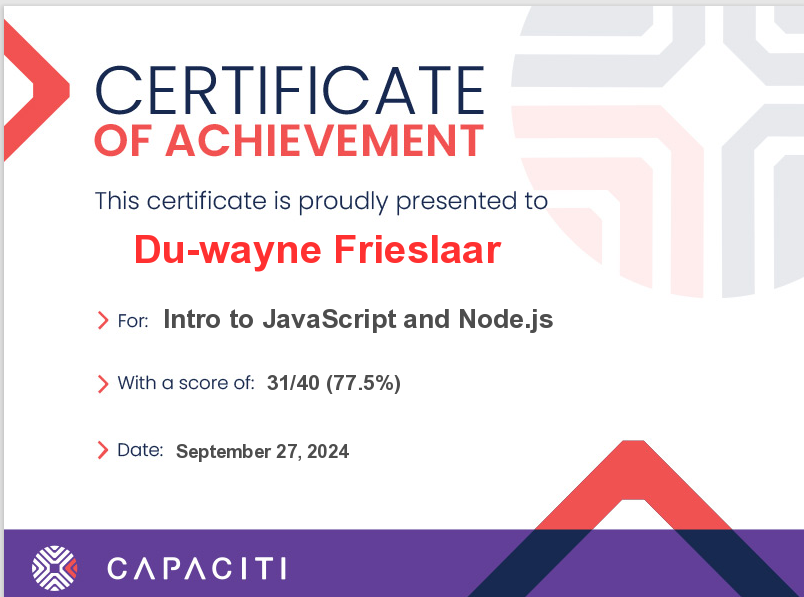 CERTIFICATE
OF ACHIEVEMENT
This certificate is proudly presented to
Du-wayne Frieslaar
For: Intro to JavaScript and Node.js
With a score of: 31/40 (77.5%)
Date: September 27, 2024
CAPACITI